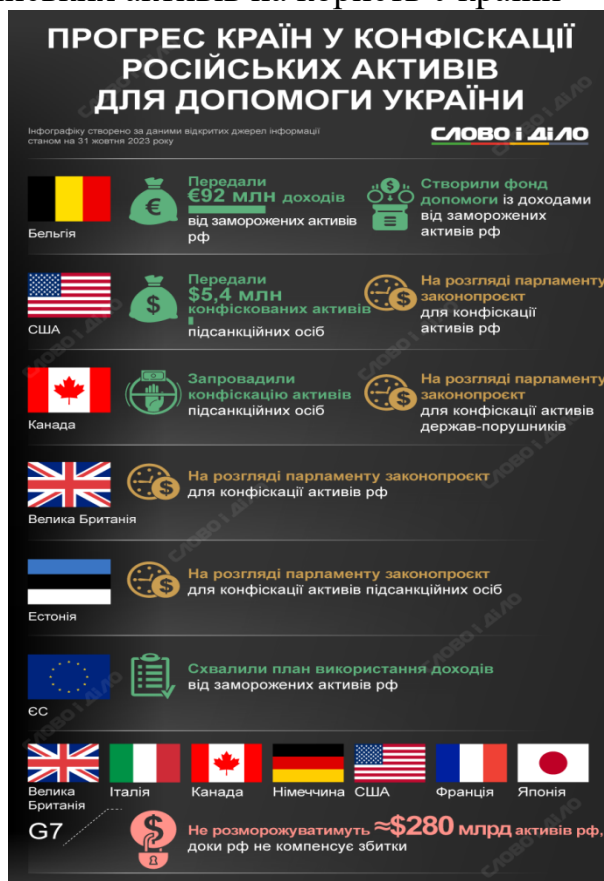 ПРОГРЕС КРАЇН У КОНФІСКАЦІЇ
РОСІЙСЬКИХ АКТИВІВ
ДЛЯ ДОПОМОГИ УКРАЇНИ
Інфографіку створено за даними відкритих джерел інформації
станом на 31 жовтня 2023 року
СЛОВО і ДІЛО
Бельгія
Передали
€92 МЛН доходів
від заморожених активів
рф
Створили фонд
допомоги із доходами
від заморожених
активів рф
США
Передали
$5,4 МЛН
конфіскованих активів
підсанкційних осіб
На розгляді парламенту
законопроєкт
для конфіскації
активів рф
Канада
Запровадили
конфіскацію активів
підсанкційних осіб
На розгляді парламенту
законопроєкт
для конфіскації активів
держав-порушників
Велика Британія
На розгляді парламенту законопроєкт
для конфіскації активів рф
Естонія
На розгляді парламенту законопроєкт
для конфіскації активів підсанкційних осіб
ЄС
Схвалили план використання доходів
від заморожених активів рф
Велика
Британія
Італія
Канада
Німеччина
США
Франція
Японія
G7
Не розморожуватимуть ≈$280 млрд активів рф,
доки рф не компенсує збитки